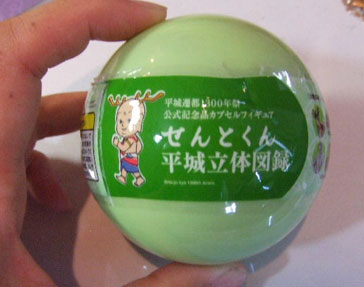 平城遷都1300年祭
公式記念品カプセルフィギュア
せんとくん
平城立体図鑑